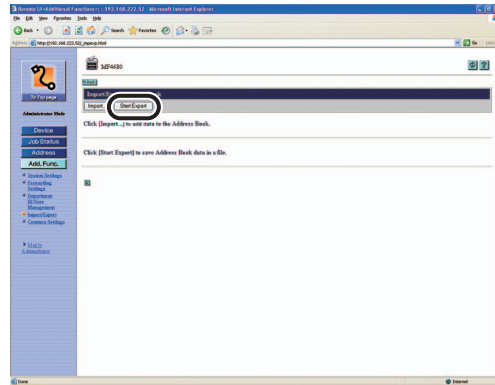 Remote UI <Additional Functions> : 192.168.222.52 - Microsoft Internet Explorer
File Edit View Favorites Tools Help
Back Search Favorites
http://192.168.222.52/ Go
MF4680
To Top page
Administrator Mode
Device
Job Status
Address
Add. Func.
System Settings
Forwarding
Settings
Department
ID/User
Management
Import/Export
Common Settings
Mail to
Administrator
Import... Start Export
Click [Import...] to add data to the Address Book.
Click [Start Export] to save Address Book data in a file.
Done
Internet